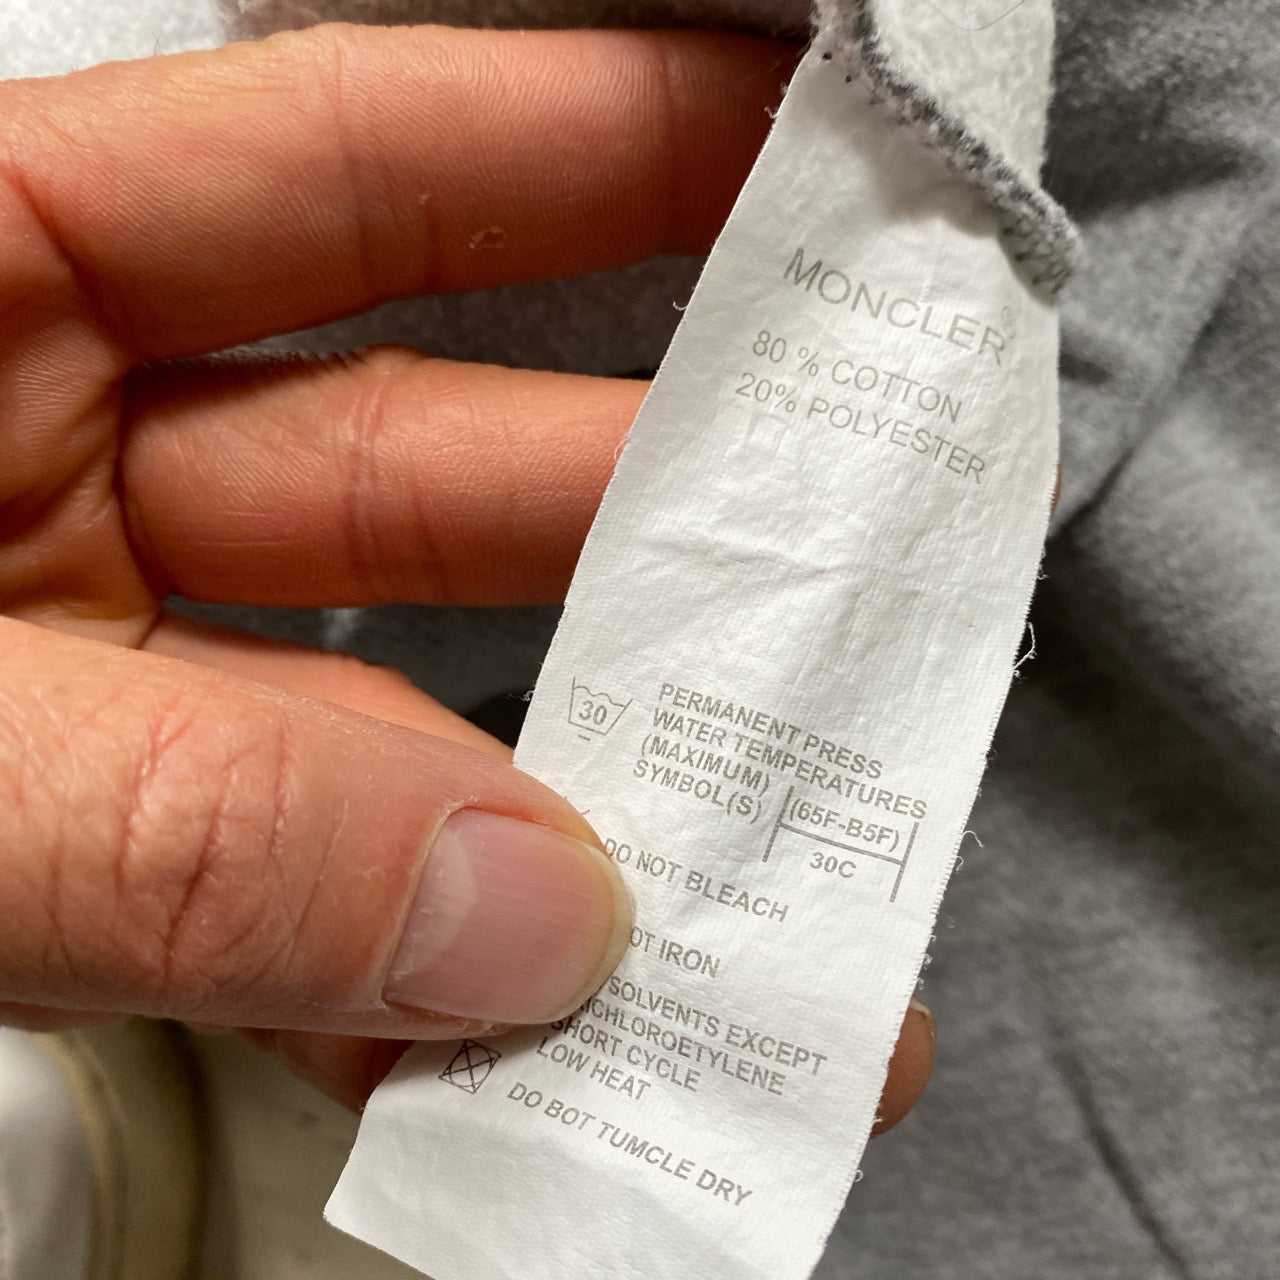 MONCLER
80 % COTTON
20% POLYESTER
30
PERMANENT PRESS
WATER TEMPERATURES
(MAXIMUM)
SYMBOL(S)
(65F-B5F)
30C
DO NOT BLEACH
OT IRON
SOLVENTS EXCEPT
ICHLOROETYLENE
SHORT CYCLE
LOW HEAT
DO BOT TUMCLE DRY